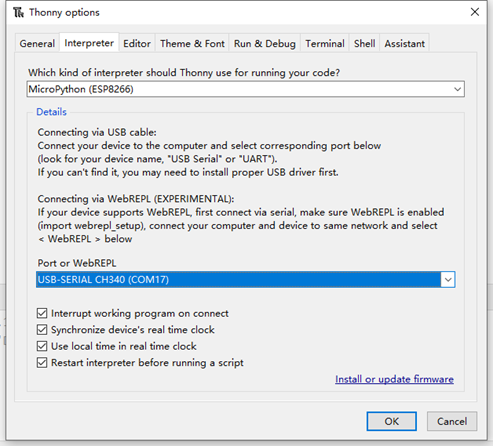 Thonny options
General Interpreter Editor Theme & Font Run & Debug Terminal Shell Assistant
Which kind of interpreter should Thonny use for running your code?
MicroPython (ESP8266)
Details
Connecting via USB cable:
Connect your device to the computer and select corresponding port below
(look for your device name, "USB Serial" or "UART").
If you can't find it, you may need to install proper USB driver first.
Connecting via WebREPL (EXPERIMENTAL):
If your device supports WebREPL, first connect via serial, make sure WebREPL is enabled
(import webrepl_setup), connect your computer and device to same network and select
< WebREPL > below
Port or WebREPL
USB-SERIAL CH340 (COM17)
Interrupt working program on connect
Synchronize device's real time clock
Use local time in real time clock
Restart interpreter before running a script
Install or update firmware
OK Cancel